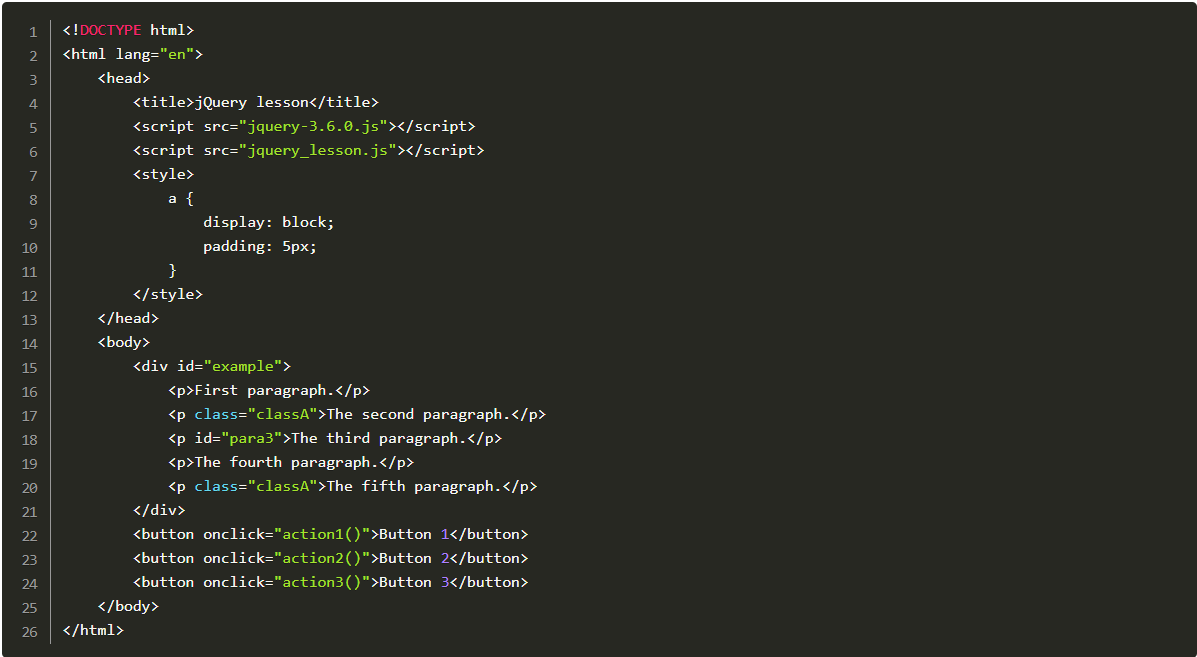 1 <!DOCTYPE html>
2 <html lang="en">
3     <head>
4         <title>jQuery lesson</title>
5         <script src="jquery-3.6.0.js"></script>
6         <script src="jquery_lesson.js"></script>
7         <style>
8             a {
9                 display: block;
10                 padding: 5px;
11             }
12         </style>
13     </head>
14     <body>
15         <div id="example">
16             <p>First paragraph.</p>
17             <p class="classA">The second paragraph.</p>
18             <p id="para3">The third paragraph.</p>
19             <p>The fourth paragraph.</p>
20             <p class="classA">The fifth paragraph.</p>
21         </div>
22         <button onclick="action1()">Button 1</button>
23         <button onclick="action2()">Button 2</button>
24         <button onclick="action3()">Button 3</button>
25     </body>
26 </html>